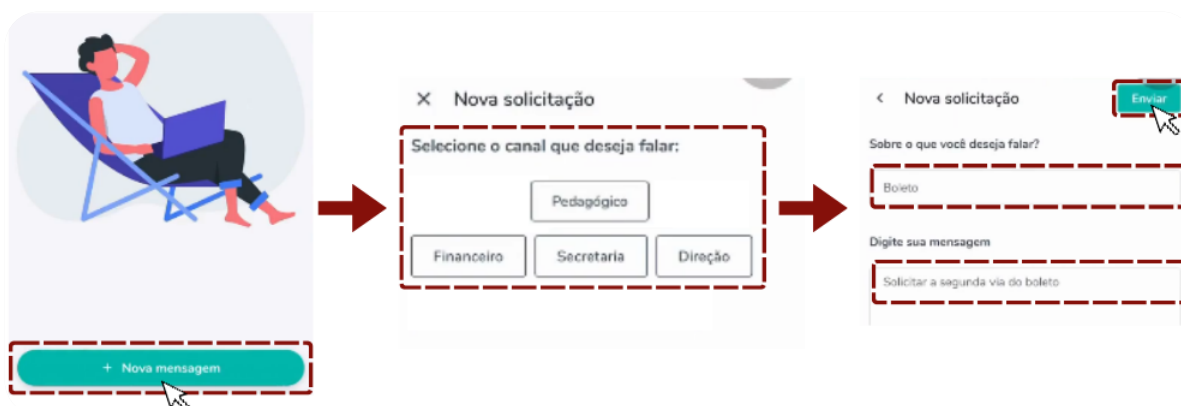 + Nova mensagem
× Nova solicitação
Selecione o canal que deseja falar:
Pedagógico
Financeiro Secretaria Direção
< Nova solicitação Enviar
Sobre o que você deseja falar?
Boleto
Digite sua mensagem
Solicitar a segunda via do boleto